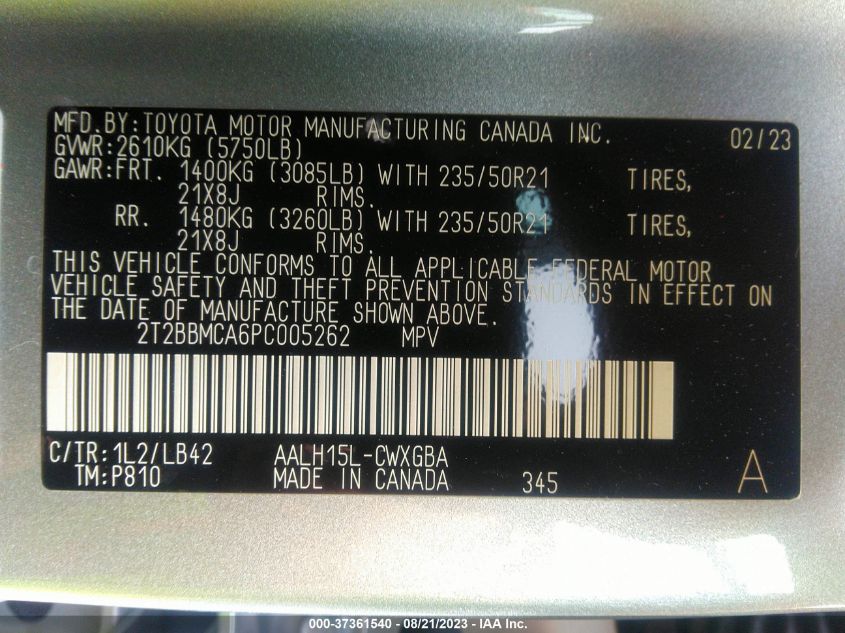 MFD.BY:TOYOTA MOTOR MANUFACTURING CANADA INC. 02/23
GVWR:2610KG (5750LB)
GAWR:FRT. 1400KG (3085LB) WITH 235/50R21 TIRES,
21X8J RIMS.
RR. 1480KG (3260LB) WITH 235/50R21 TIRES,
21X8J RIMS.
THIS VEHICLE CONFORMS TO ALL APPLICABLE FEDERAL MOTOR
VEHICLE SAFETY AND THEFT PREVENTION STANDARDS IN EFFECT ON
THE DATE OF MANUFACTURE SHOWN ABOVE.
2T2BBMCA6PC005262 MPV
C/TR:1L2/LB42 AALH15L-CWXGBA
TM:P810 MADE IN CANADA 345 A
000-37361540 - 08/21/2023 - IAA Inc.